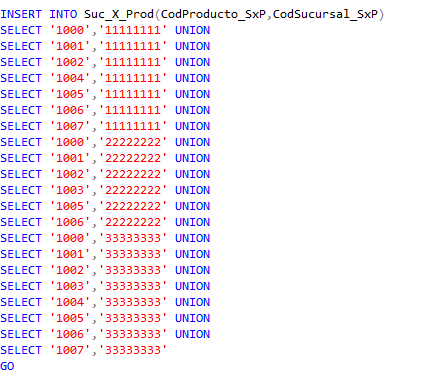 INSERT INTO Suc_X_Prod(CodProducto_SxP,CodSucursal_SxP)
SELECT '1000','11111111' UNION
SELECT '1001','11111111' UNION
SELECT '1002','11111111' UNION
SELECT '1004','11111111' UNION
SELECT '1005','11111111' UNION
SELECT '1006','11111111' UNION
SELECT '1007','11111111' UNION
SELECT '1000','22222222' UNION
SELECT '1001','22222222' UNION
SELECT '1002','22222222' UNION
SELECT '1003','22222222' UNION
SELECT '1005','22222222' UNION
SELECT '1006','22222222' UNION
SELECT '1000','33333333' UNION
SELECT '1001','33333333' UNION
SELECT '1002','33333333' UNION
SELECT '1003','33333333' UNION
SELECT '1004','33333333' UNION
SELECT '1005','33333333' UNION
SELECT '1006','33333333' UNION
SELECT '1007','33333333'
GO